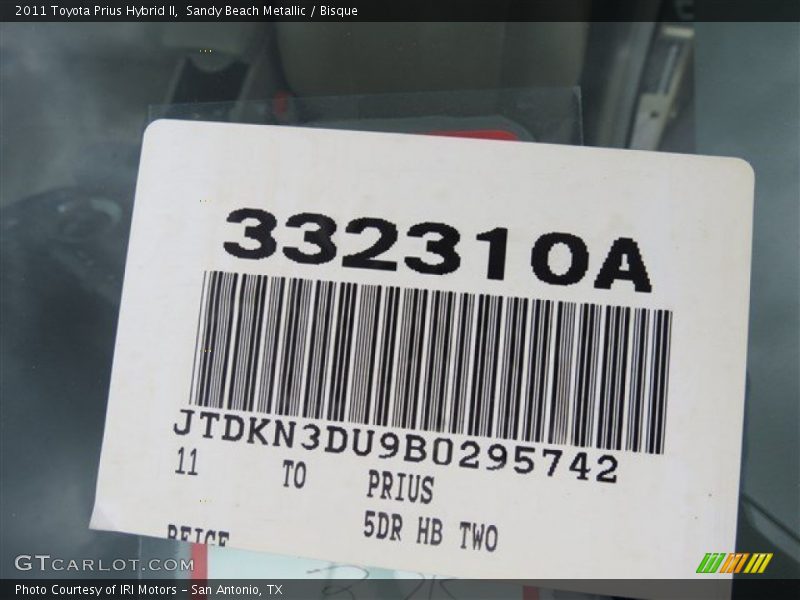 2011 Toyota Prius Hybrid II, Sandy Beach Metallic / Bisque
332310A
JTDKN3DU9B0295742
11 TO PRIUS
5DR HB TWO
BEIGE
GTCARLOT.COM
Photo Courtesy of IRI Motors - San Antonio, TX